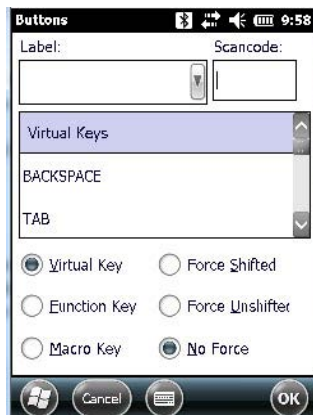 Buttons 9:58
Label: Scancode:
Virtual Keys
BACKSPACE
TAB
Virtual Key Force Shifted
Function Key Force Unshifted
Macro Key No Force
Cancel OK